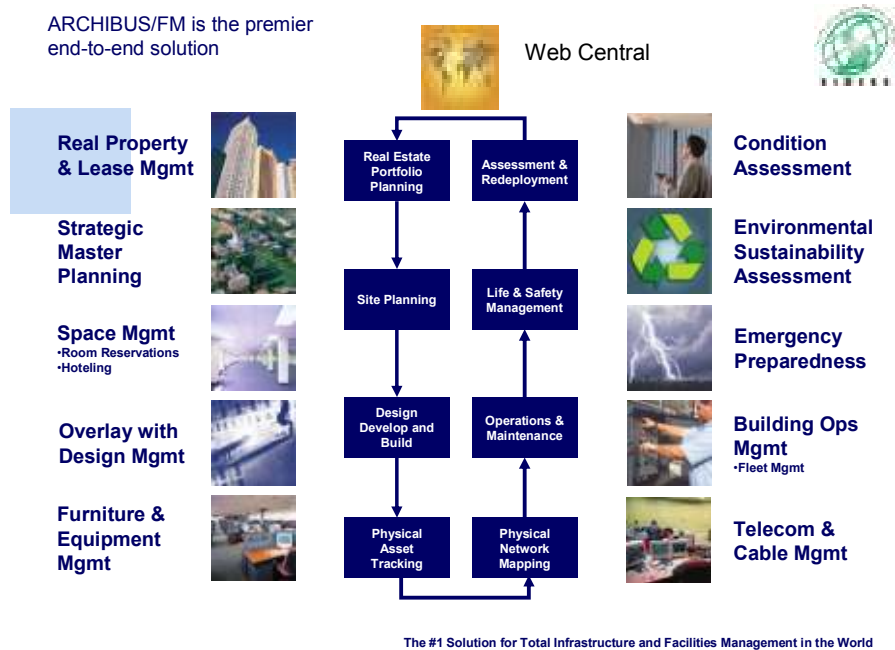 ARCHIBUS/FM is the premier
end-to-end solution
Web Central
Real Property
& Lease Mgmt
Strategic
Master
Planning
Space Mgmt
•Room Reservations
•Hoteling
Overlay with
Design Mgmt
Furniture &
Equipment
Mgmt
Real Estate
Portfolio
Planning
Site Planning
Design
Develop and
Build
Physical
Asset
Tracking
Assessment &
Redeployment
Life & Safety
Management
Operations &
Maintenance
Physical
Network
Mapping
Condition
Assessment
Environmental
Sustainability
Assessment
Emergency
Preparedness
Building Ops
Mgmt
•Fleet Mgmt
Telecom &
Cable Mgmt
The #1 Solution for Total Infrastructure and Facilities Management in the World